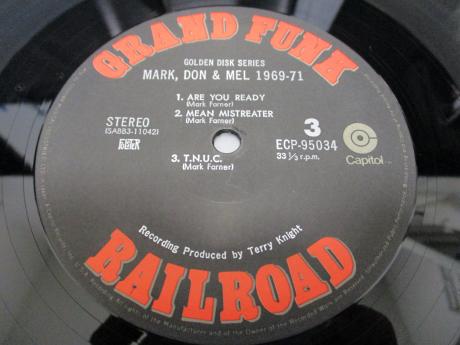 GRAND FUNK
GOLDEN DISK SERIES
MARK, DON & MEL 1969-71
1. ARE YOU READY
(Mark Farner)
2. MEAN MISTREATER
(Mark Farner)
3. T.N.U.C.
(Mark Farner)
STEREO
(SABB3-11042)
3
ECP-95034
33 1/3 r.p.m.
Capitol
Recording Produced by Terry Knight
RAILROAD